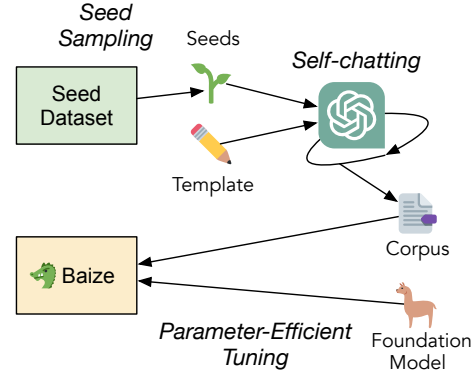 Seed
Sampling
Seeds
Self-chatting
Seed
Dataset
Template
Corpus
Baize
Parameter-Efficient
Tuning
Foundation
Model